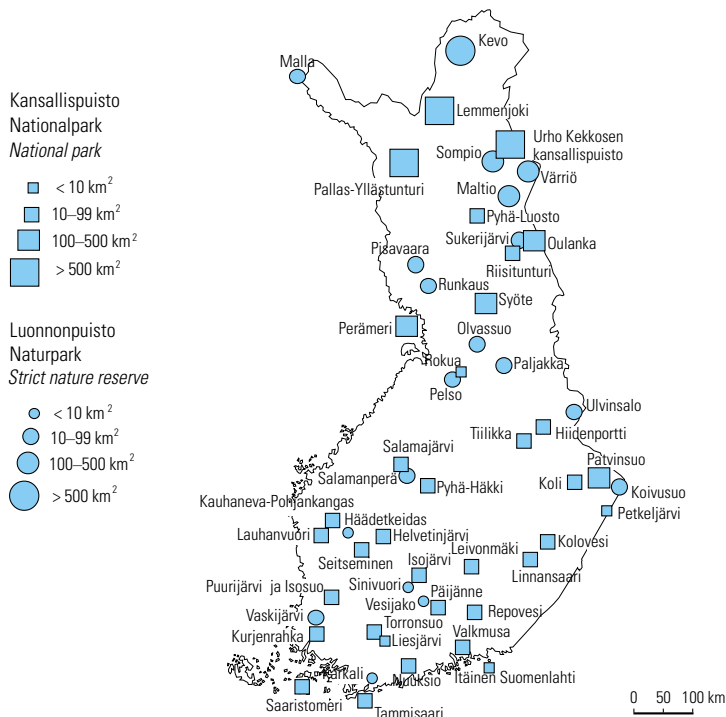 Kansallispuisto
Nationalpark
National park
< 10 km²
10–99 km²
100–500 km²
> 500 km²
Luonnonpuisto
Naturpark
Strict nature reserve
< 10 km²
10–99 km²
100–500 km²
> 500 km²
Kevo
Malla
Lemmenjoki
Urho Kekkosen
kansallispuisto
Sompio
Värriö
Pallas-Yllästunturi
Maltio
Pyhä-Luosto
Sukerijärvi
Oulanka
Riisitunturi
Pisavaara
Runkaus
Syöte
Perämeri
Olvassuo
Rokua
Paljakka
Pelso
Ulvinsalo
Tiilikka
Hiidenportti
Salamajärvi
Salamanperä
Pyhä-Häkki
Patvinsuo
Koli
Koivusuo
Petkeljärvi
Kauhaneva-Pohjankangas
Häädetkeidas
Lauhanvuori
Helvetinjärvi
Seitseminen
Isojärvi
Leivonmäki
Kolovesi
Linnansaari
Puurijärvi ja Isosuo
Sinivuori
Vesijako
Päijänne
Repovesi
Vaskijärvi
Torronsuo
Kurjenrahka
Liesjärvi
Valkmusa
Karkali
Nuuksio
Itäinen Suomenlahti
Saaristomeri
Tammisaari
0 50 100 km